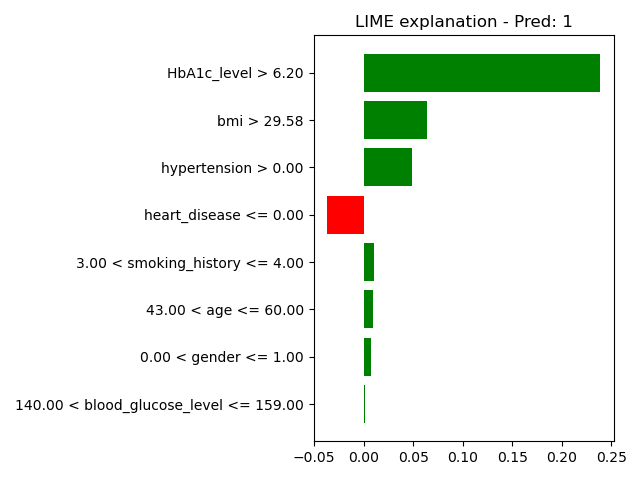 LIME explanation - Pred: 1
HbA1c_level > 6.20
bmi > 29.58
hypertension > 0.00
heart_disease <= 0.00
3.00 < smoking_history <= 4.00
43.00 < age <= 60.00
0.00 < gender <= 1.00
140.00 < blood_glucose_level <= 159.00
−0.05 0.00 0.05 0.10 0.15 0.20 0.25